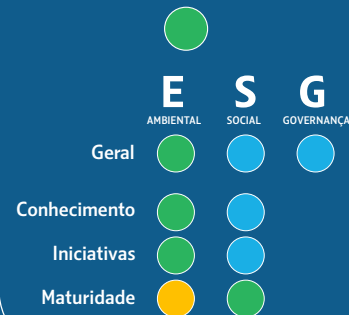 E S G
AMBIENTAL SOCIAL GOVERNANÇA
Geral
Conhecimento
Iniciativas
Maturidade